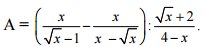 A = ( x / (√x − 1) − x / (x − √x) ) : (√x + 2) / (4 − x).